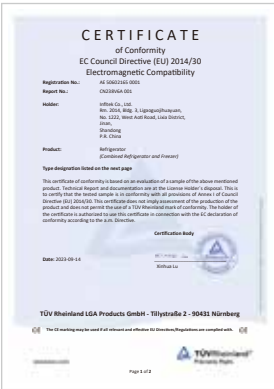 CERTIFICATE
of Conformity
EC Council Directive (EU) 2014/30
Electromagnetic Compatibility
Registration No.: AE 50602165 0001
Report No.: CN23BV6A 001
Holder: Infitek Co., Ltd.
Rm. 2014, Bldg. 3,
No. 1222, West Aoti Road, Lixia District,
Jinan,
Shandong
P.R. China
Product: Refrigerator
(Combined Refrigerator and Freezer)
Type designation listed on the next page
This certificate of conformity is based on an evaluation of a sample of the above mentioned
product. Technical Report and documentation are at the License Holder's disposal. This is
to certify that the tested sample is in conformity with all provisions of Annex I of Council
Directive (EU) 2014/30. This certificate does not imply assessment of the production of the
product and does not permit the use of a TÜV Rheinland mark of conformity. The holder of
the certificate is authorized to use this certificate in connection with the EC declaration of
conformity according to the a.m. Directive.
Certification Body
Date: 2023-09-14
Xinhua Lu
TÜV Rheinland LGA Products GmbH - Tillystraße 2 - 90431 Nürnberg
CE The CE marking may be used if all relevant and effective EU Directives/Regulations are complied with. CE
TÜVRheinland®
Precisely Right.
Page 1 of 2